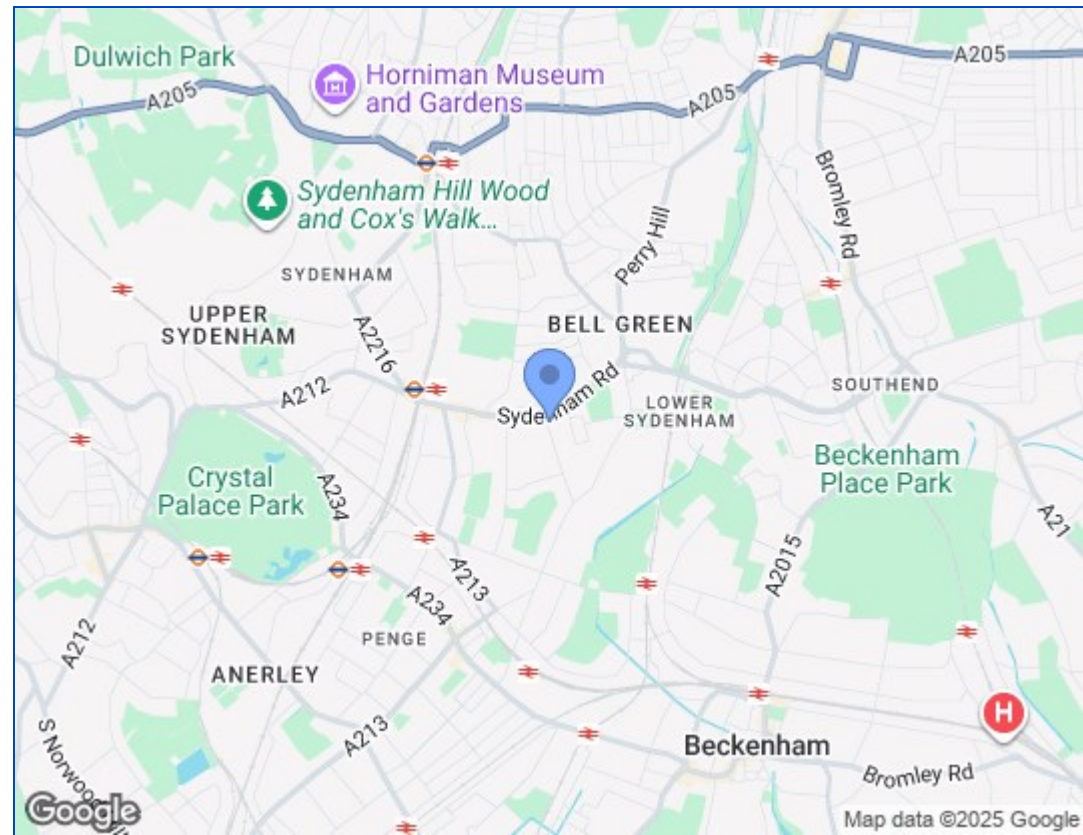 Dulwich Park
A205
Horniman Museum
and Gardens
A205
A205
Sydenham Hill Wood
and Cox's Walk...
Bromley Rd
Perry Hill
SYDENHAM
UPPER
SYDENHAM
A2216
BELL GREEN
A212
Sydenham Rd
SOUTHEND
LOWER
SYDENHAM
Crystal
Palace Park
A234
Beckenham
Place Park
A21
A213
A2015
A234
A212
PENGE
ANERLEY
H
A213
S Norwood
Beckenham
Bromley Rd
Google
Map data ©2025 Google